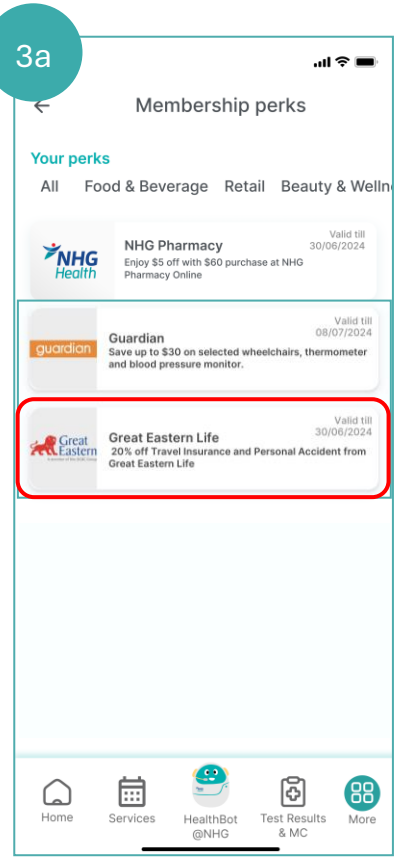 3a
Membership perks
Your perks
All Food & Beverage Retail Beauty & Welln
NHG
Health
NHG Pharmacy
Enjoy $5 off with $60 purchase at NHG
Pharmacy Online
Valid till
30/06/2024
guardian
Guardian
Save up to $30 on selected wheelchairs, thermometer
and blood pressure monitor.
Valid till
08/07/2024
Great
Eastern
Great Eastern Life
20% off Travel Insurance and Personal Accident from
Great Eastern Life
Valid till
30/06/2024
Home
Services
HealthBot
@NHG
Test Results
& MC
More